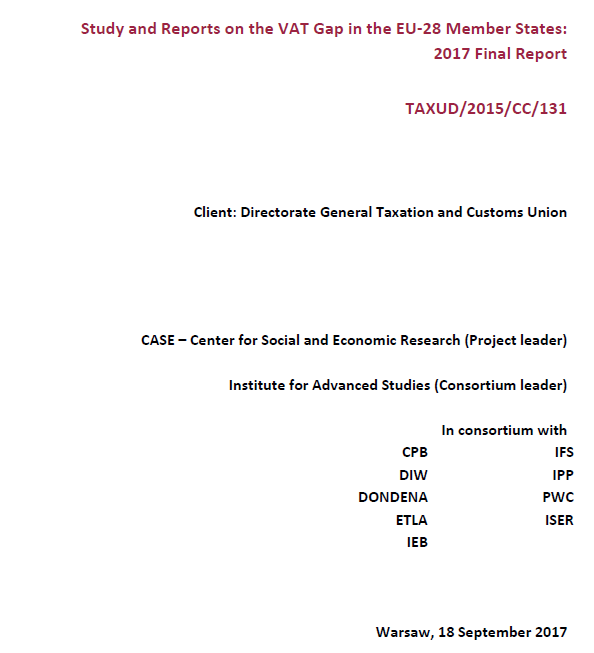 Study and Reports on the VAT Gap in the EU-28 Member States:
2017 Final Report
TAXUD/2015/CC/131
Client: Directorate General Taxation and Customs Union
CASE – Center for Social and Economic Research (Project leader)
Institute for Advanced Studies (Consortium leader)
In consortium with
CPB IFS
DIW IPP
DONDENA PWC
ETLA ISER
IEB
Warsaw, 18 September 2017